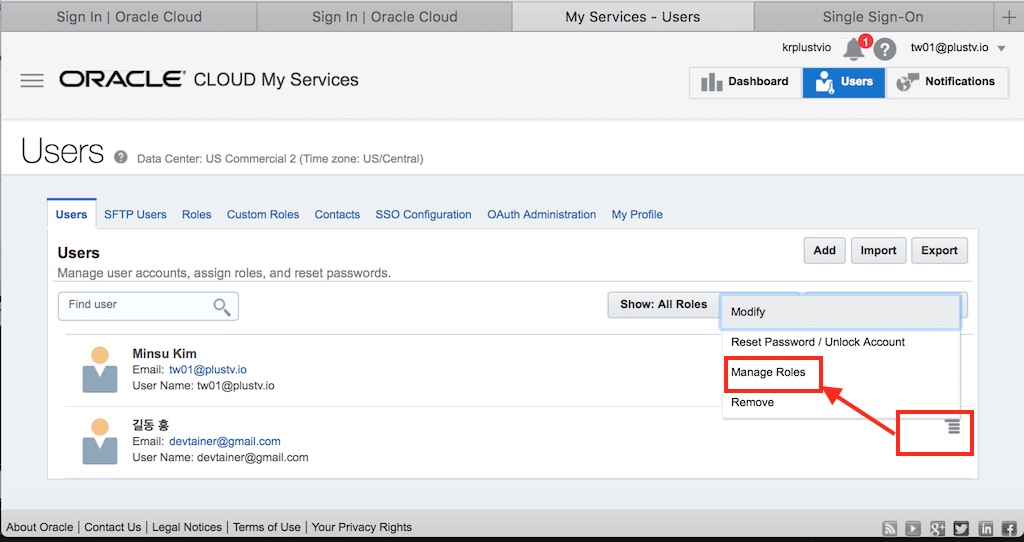 Sign In | Oracle Cloud
Sign In | Oracle Cloud
My Services - Users
Single Sign-On
krplustvio
1
?
tw01@plustv.io
ORACLE® CLOUD My Services
Dashboard
Users
Notifications
Users ? Data Center: US Commercial 2 (Time zone: US/Central)
Users
SFTP Users
Roles
Custom Roles
Contacts
SSO Configuration
OAuth Administration
My Profile
Users
Add
Import
Export
Manage user accounts, assign roles, and reset passwords.
Find user
Show: All Roles
Modify
Reset Password / Unlock Account
Manage Roles
Remove
Minsu Kim
Email: tw01@plustv.io
User Name: tw01@plustv.io
길동 홍
Email: devtainer@gmail.com
User Name: devtainer@gmail.com
About Oracle | Contact Us | Legal Notices | Terms of Use | Your Privacy Rights